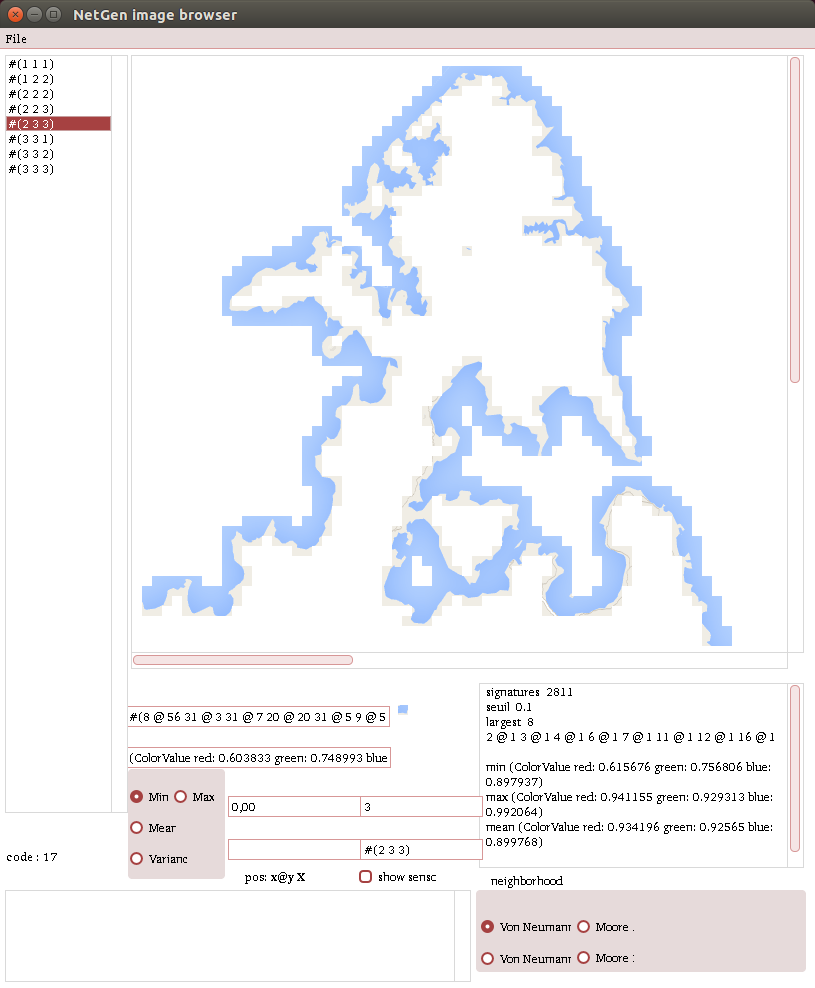 NetGen image browser
File
#(1 1 1)
#(1 2 2)
#(2 2 2)
#(2 2 3)
#(2 3 3)
#(3 3 1)
#(3 3 2)
#(3 3 3)
#(8 @ 56 31 @ 3 31 @ 7 20 @ 20 31 @ 5 9 @ 5
(ColorValue red: 0.603833 green: 0.748993 blue
Min Max
Mear
Varianc
0,00 3
#(2 3 3)
pos: x@y X
show sensc
code : 17
signatures 2811
seuil 0.1
largest 8
2 @ 1 3 @ 1 4 @ 1 6 @ 1 7 @ 1 11 @ 1 12 @ 1 16 @ 1
min (ColorValue red: 0.615676 green: 0.756806 blue:
0.897937)
max (ColorValue red: 0.941155 green: 0.929313 blue:
0.992064)
mean (ColorValue red: 0.934196 green: 0.92565 blue:
0.899768)
neighborhood
Von Neumanr Moore .
Von Neumanr Moore :